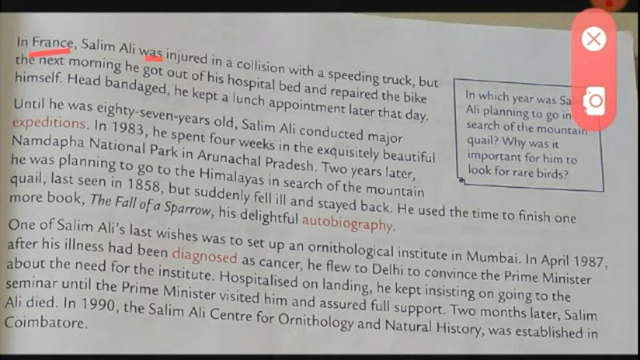 In France, Salim Ali was injured in a collision with a speeding truck, but
the next morning he got out of his hospital bed and repaired the bike
himself. Head bandaged, he kept a lunch appointment later that day.
Until he was eighty-seven-years old, Salim Ali conducted major
expeditions. In 1983, he spent four weeks in the exquisitely beautiful
Namdapha National Park in Arunachal Pradesh. Two years later,
he was planning to go to the Himalayas in search of the mountain
quail, last seen in 1858, but suddenly fell ill and stayed back. He used the time to finish one
more book, The Fall of a Sparrow, his delightful autobiography.
One of Salim Ali's last wishes was to set up an ornithological institute in Mumbai. In April 1987,
after his illness had been diagnosed as cancer, he flew to Delhi to convince the Prime Minister
about the need for the institute. Hospitalised on landing, he kept insisting on going to the
seminar until the Prime Minister visited him and assured full support. Two months later, Salim
Ali died. In 1990, the Salim Ali Centre for Ornithology and Natural History, was established in
Coimbatore.
In which year was Sa
Ali planning to go in
search of the mountain
quail? Why was it
important for him to
look for rare birds?